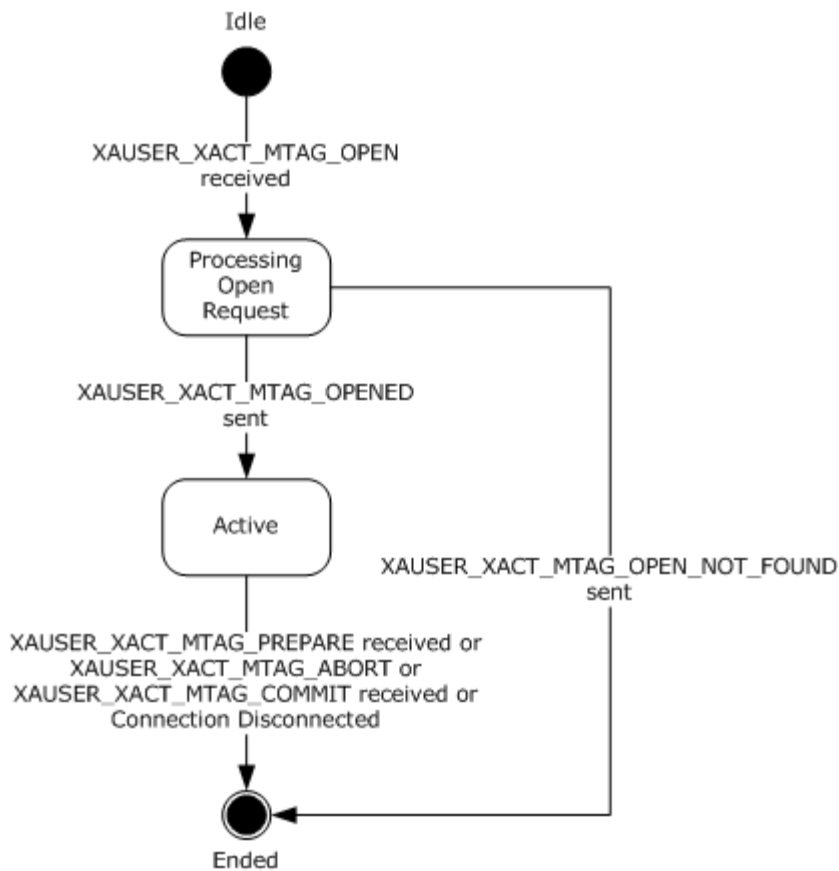 Idle
XAUSER_XACT_MTAG_OPEN
received
Processing
Open
Request
XAUSER_XACT_MTAG_OPENED
sent
Active
XAUSER_XACT_MTAG_OPEN_NOT_FOUND
sent
XAUSER_XACT_MTAG_PREPARE received or
XAUSER_XACT_MTAG_ABORT or
XAUSER_XACT_MTAG_COMMIT received or
Connection Disconnected
Ended